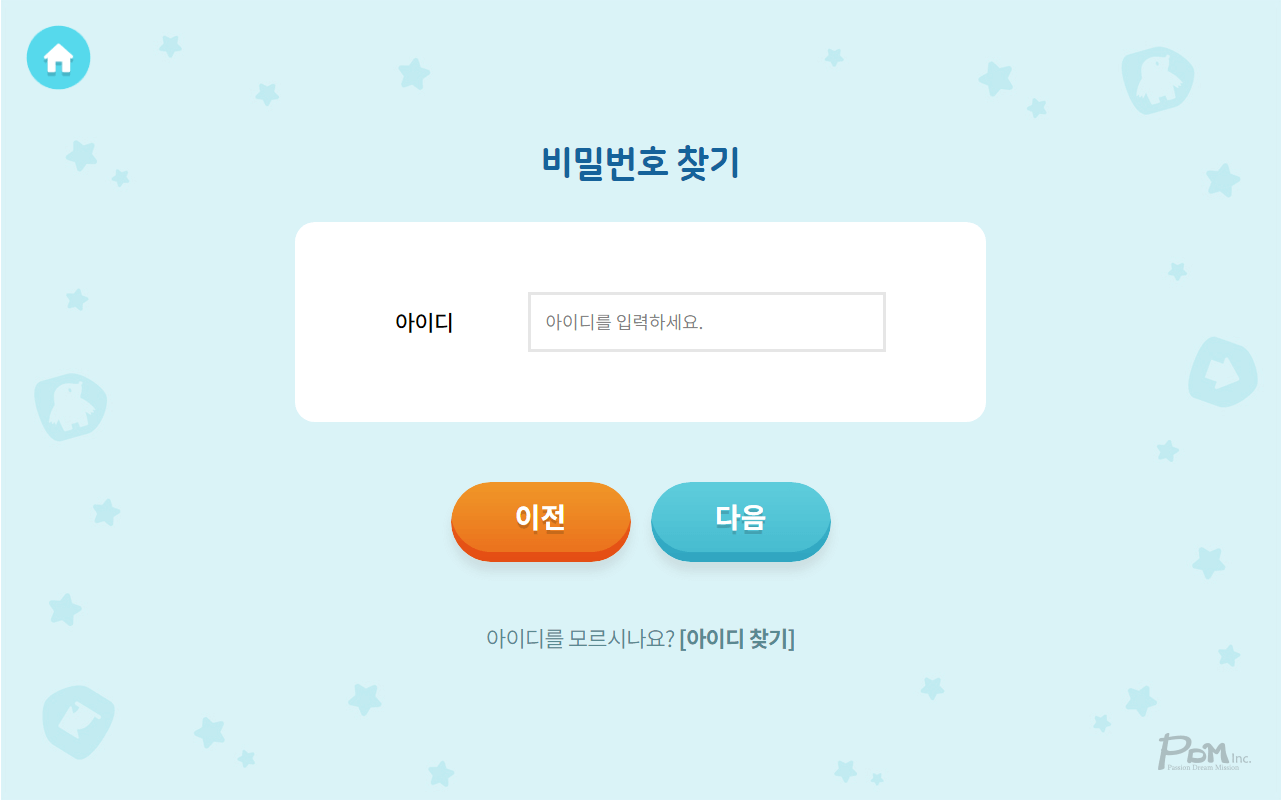 비밀번호 찾기
아이디
아이디를 입력하세요.
이전
다음
아이디를 모르시나요? [아이디 찾기]
PDM Inc.
Passion Dream Mission